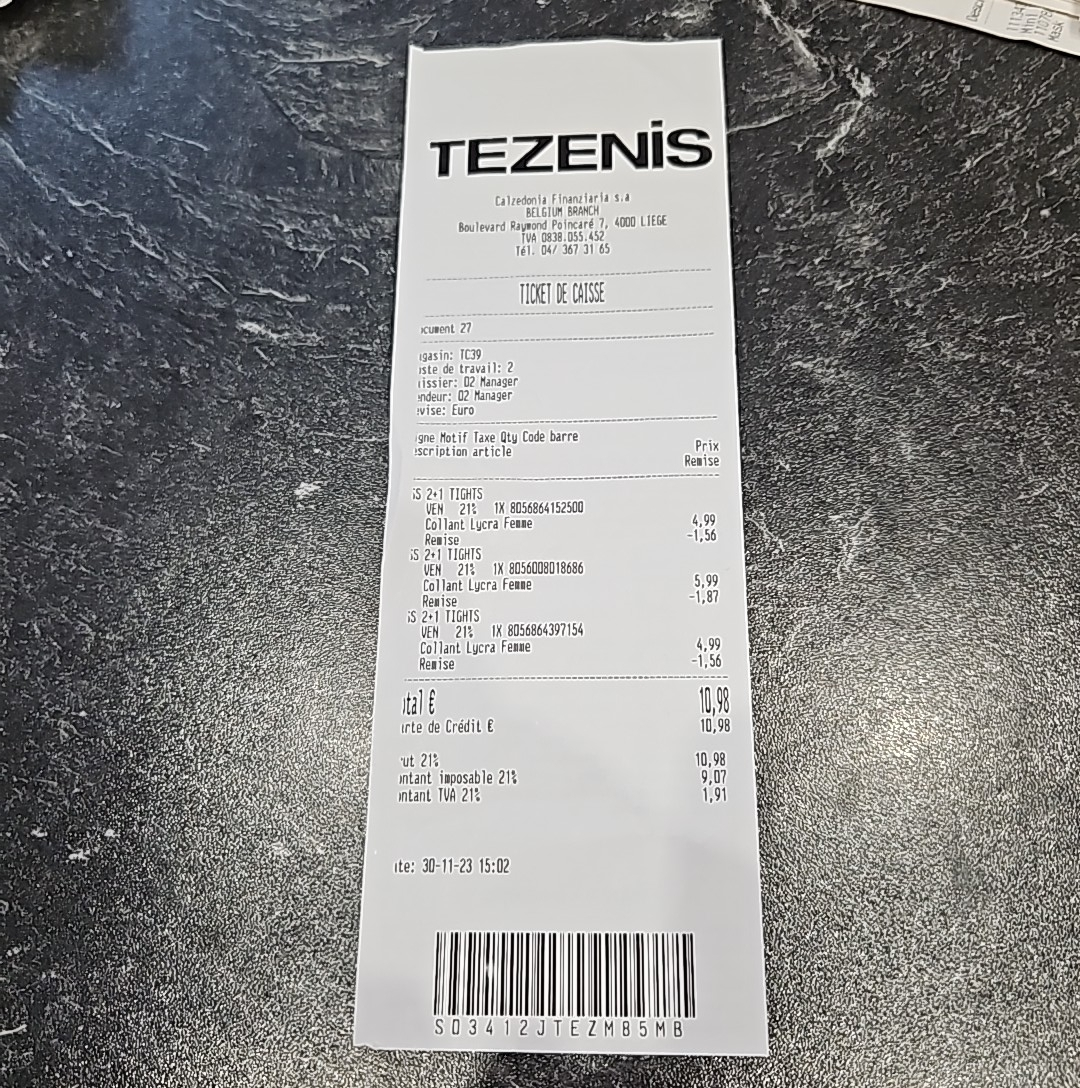 TEZENIS
Calzedonia Finanziaria s.a
BELGIUM BRANCH
Boulevard Raymond Poincaré 7, 4000 LIEGE
TVA 0838.055.452
Tél. 04/ 367 31 65
TICKET DE CAISSE
cument 27
gasin: TC39
ste de travail: 2
issier: 02 Manager
ndeur: 02 Manager
vise: Euro
gne Motif Taxe Qty Code barre
scription article Prix
Remise
S 2+1 TIGHTS
VEN 21% 1X 8056864152500
Collant Lycra Femme 4,99
Remise -1,56
S 2+1 TIGHTS
VEN 21% 1X 8056008018686
Collant Lycra Femme 5,99
Remise -1,87
S 2+1 TIGHTS
VEN 21% 1X 8056864397154
Collant Lycra Femme 4,99
Remise -1,56
tal € 10,98
rte de Crédit € 10,98
ut 21% 10,98
ntant imposable 21% 9,07
ntant TVA 21% 1,91
te: 30-11-23 15:02
S03412JTEZM85MB